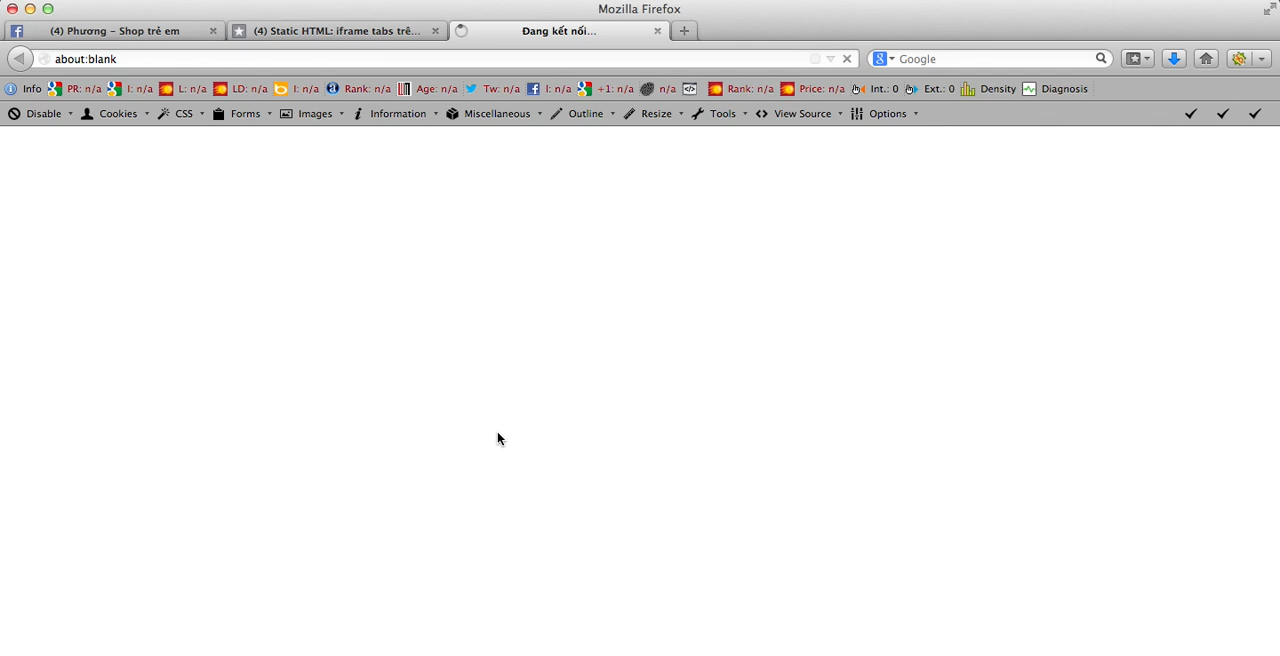 Mozilla Firefox
(4) Phương – Shop trẻ em
(4) Static HTML: iframe tabs trê...
Đang kết nối...
about:blank
Google
Info PR: n/a I: n/a L: n/a LD: n/a I: n/a Rank: n/a Age: n/a Tw: n/a I: n/a +1: n/a n/a Rank: n/a Price: n/a Int.: 0 Ext.: 0 Density Diagnosis
Disable Cookies CSS Forms Images Information Miscellaneous Outline Resize Tools View Source Options